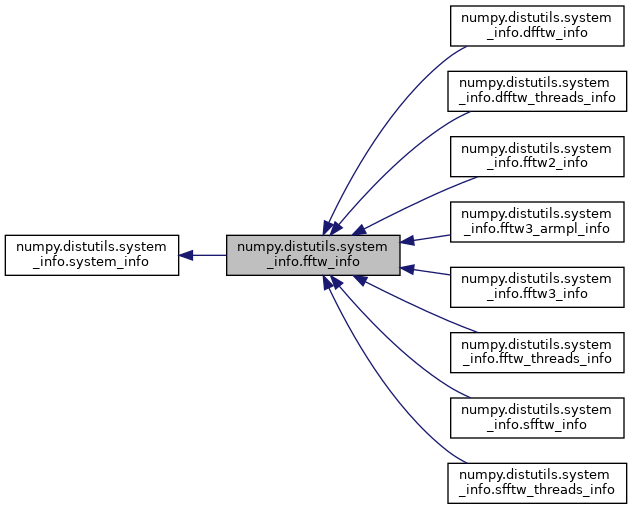 numpy.distutils.system
_info.dfftw_info
numpy.distutils.system
_info.dfftw_threads_info
numpy.distutils.system
_info.fftw2_info
numpy.distutils.system
_info.fftw3_armpl_info
numpy.distutils.system
_info.system_info
numpy.distutils.system
_info.fftw_info
numpy.distutils.system
_info.fftw3_info
numpy.distutils.system
_info.fftw_threads_info
numpy.distutils.system
_info.sfftw_info
numpy.distutils.system
_info.sfftw_threads_info